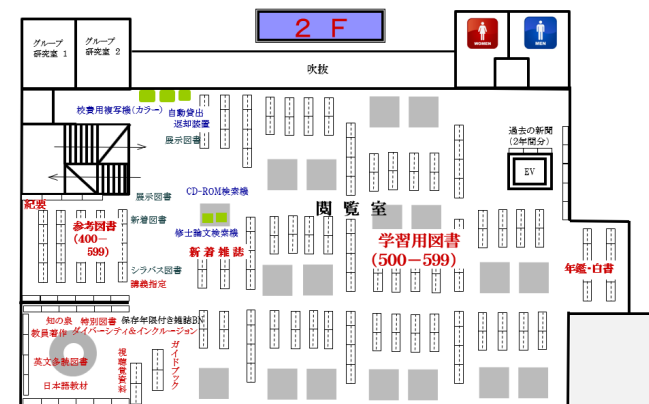 2F
グループ
研究室 1
グループ
研究室 2
WOMEN
MEN
吹抜
校費用複写機(カラー)
自動貸出
返却装置
展示図書
過去の新聞
(2年間分)
EV
CD-ROM検索機
展示図書
紀要
閲覧室
新着図書
参考図書
(400-
599)
修士論文検索機
新着雑誌
学習用図書
(500-599)
シラバス図書
講義指定
年鑑・白書
知の泉
特別図書
保存年限付き雑誌BN
教員著作
ダイバーシティ&インクルージョン
英文多読図書
視聴覚資料
ガイドブック
日本語教材